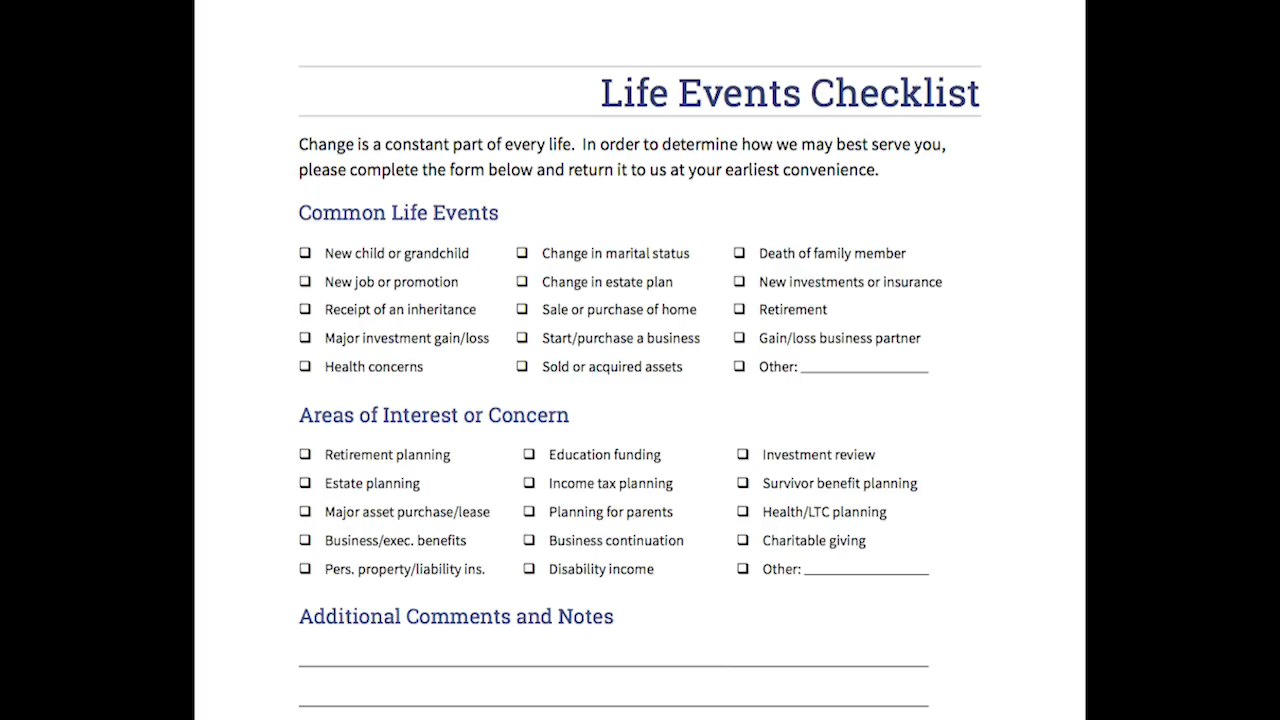 Life Events Checklist
Change is a constant part of every life.  In order to determine how we may best serve you,
please complete the form below and return it to us at your earliest convenience.
Common Life Events
❑ New child or grandchild ❑ Change in marital status ❑ Death of family member
❑ New job or promotion ❑ Change in estate plan ❑ New investments or insurance
❑ Receipt of an inheritance ❑ Sale or purchase of home ❑ Retirement
❑ Major investment gain/loss ❑ Start/purchase a business ❑ Gain/loss business partner
❑ Health concerns ❑ Sold or acquired assets ❑ Other: ________________
Areas of Interest or Concern
❑ Retirement planning ❑ Education funding ❑ Investment review
❑ Estate planning ❑ Income tax planning ❑ Survivor benefit planning
❑ Major asset purchase/lease ❑ Planning for parents ❑ Health/LTC planning
❑ Business/exec. benefits ❑ Business continuation ❑ Charitable giving
❑ Pers. property/liability ins. ❑ Disability income ❑ Other: ________________
Additional Comments and Notes